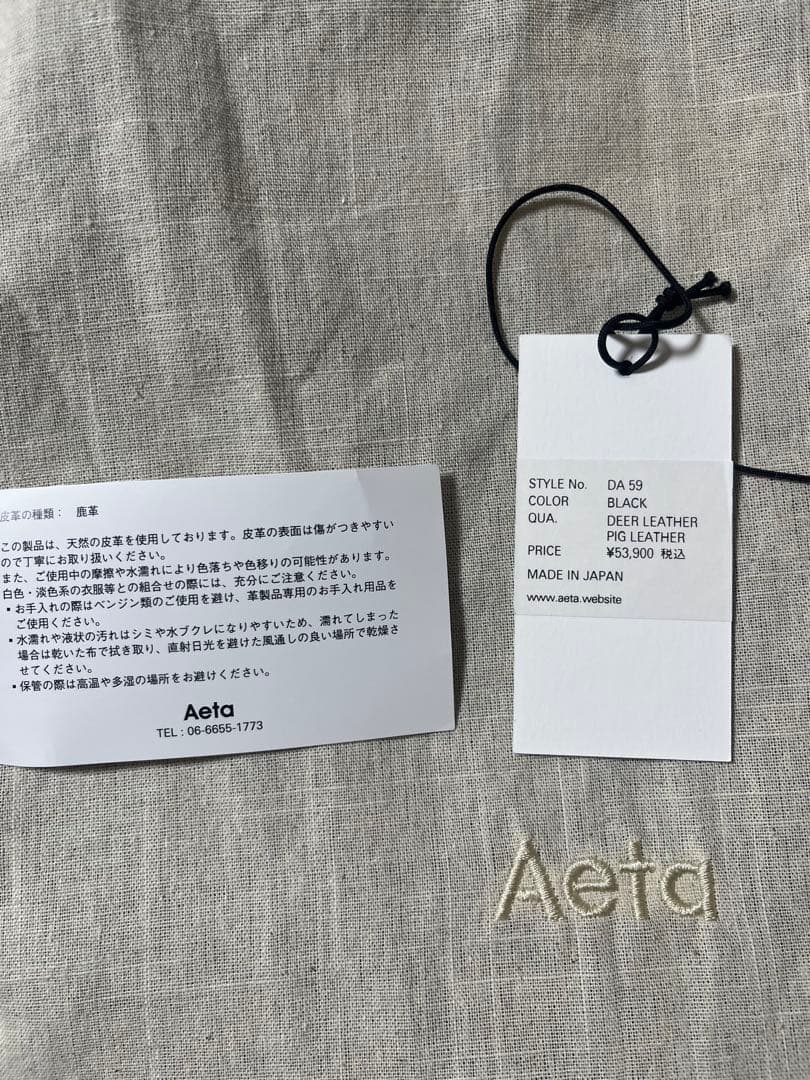 皮革の種類： 鹿革
この製品は、天然の皮革を使用しております。皮革の表面は傷がつきやすい
ので丁寧にお取り扱いください。
また、ご使用中の摩擦や水濡れにより色落ちや色移りの可能性があります。
白色・淡色系の衣服等との組合せの際には、充分にご注意ください。
▪お手入れの際はベンジン類のご使用を避け、革製品専用のお手入れ用品を
ご使用ください。
▪水濡れや液状の汚れはシミや水ブクレになりやすいため、濡れてしまった
場合は乾いた布で拭き取り、直射日光を避けた風通しの良い場所で乾燥さ
せてください。
▪保管の際は高温や多湿の場所をお避けください。
Aeta
TEL : 06-6655-1773
STYLE No. DA 59
COLOR BLACK
QUA. DEER LEATHER
PIG LEATHER
PRICE ¥53,900 税込
MADE IN JAPAN
www.aeta.website
Aeta